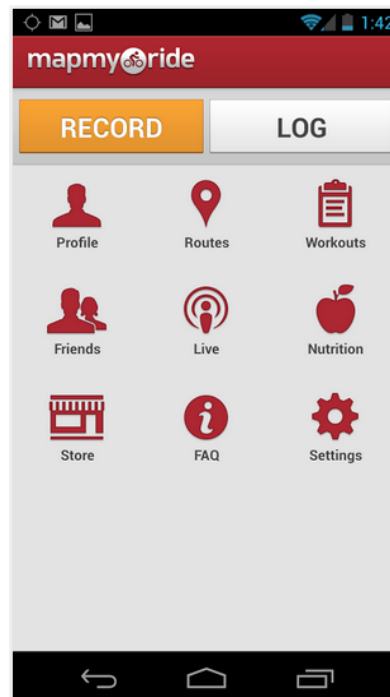 1:42
mapmyride
RECORD LOG
Profile Routes Workouts
Friends Live Nutrition
Store FAQ Settings